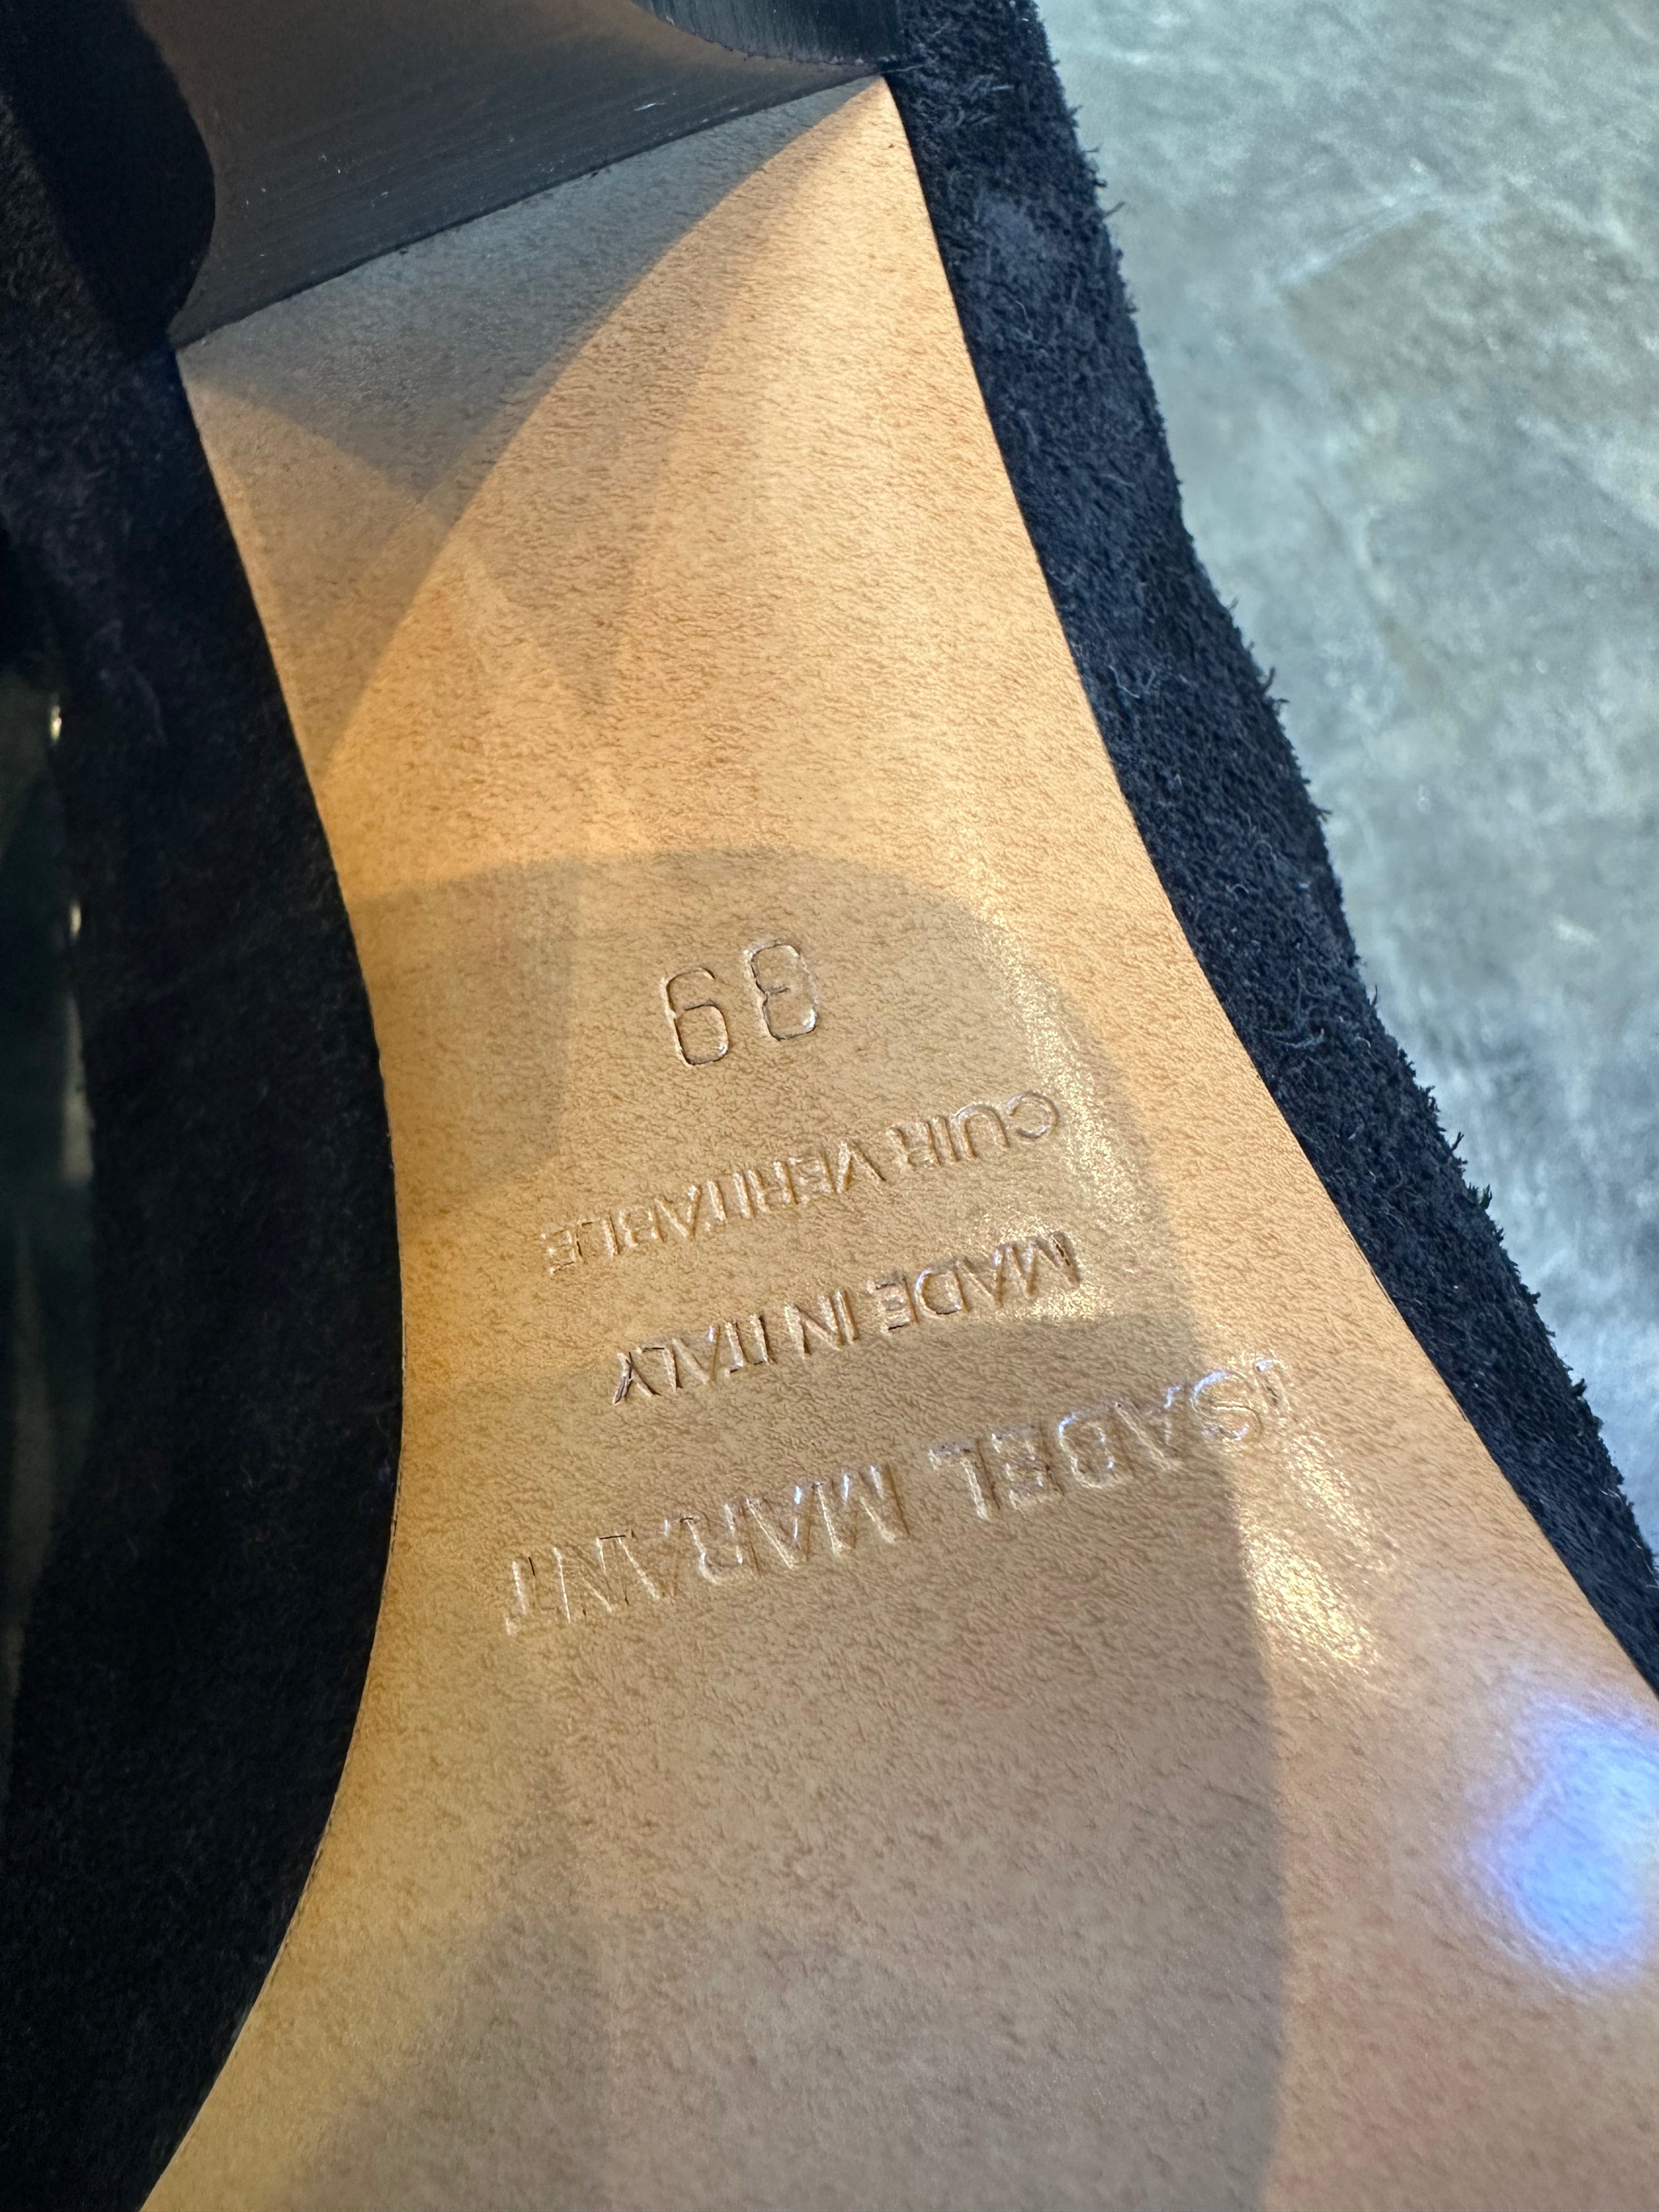 ISABEL MARANT
MADE IN ITALY
CUIR VERITABLE
39